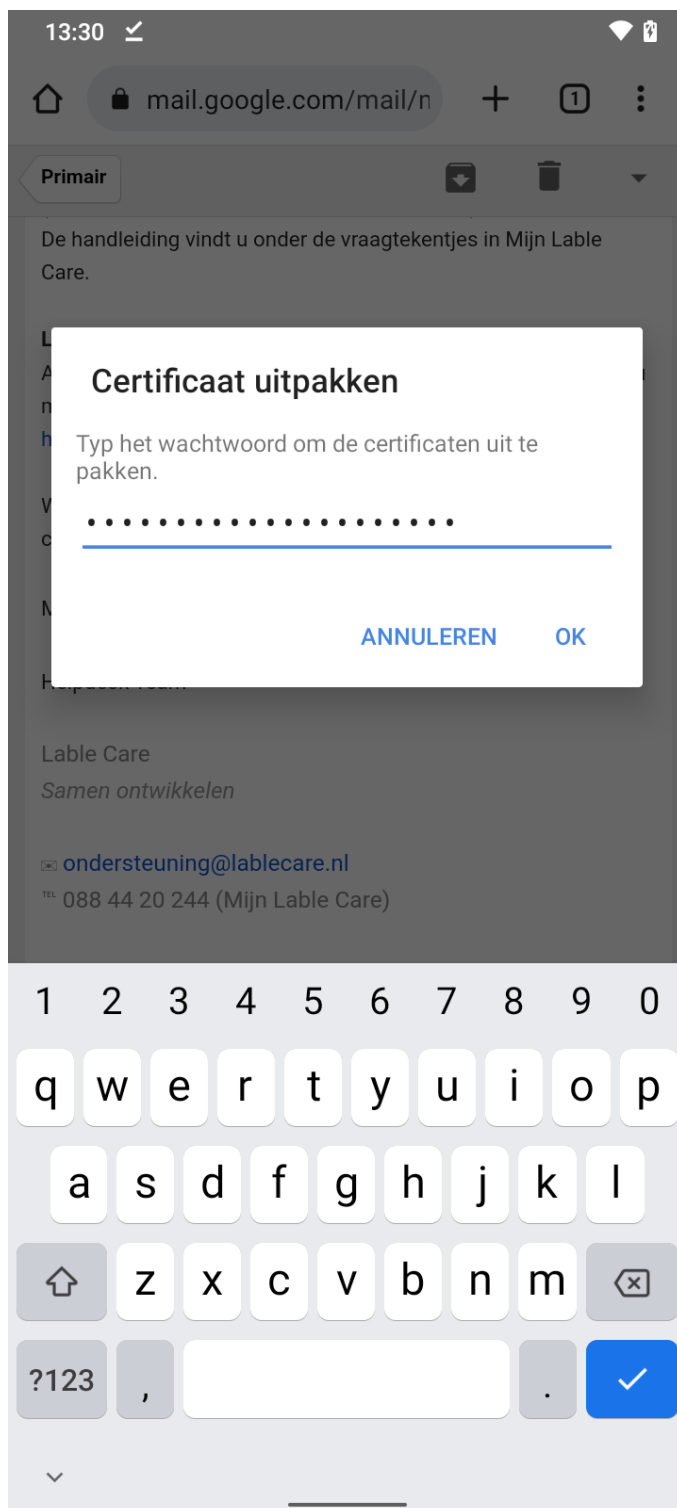 13:30
mail.google.com/mail/
1
Primair
De handleiding vindt u onder de vraagtekentjes in Mijn Lable
Care.
Certificaat uitpakken
Typ het wachtwoord om de certificaten uit te
pakken.
•••••••••••••••••••••
ANNULEREN OK
Lable Care
Samen ontwikkelen
ondersteuning@lablecare.nl
TEL 088 44 20 244 (Mijn Lable Care)
1 2 3 4 5 6 7 8 9 0
q w e r t y u i o p
a s d f g h j k l
z x c v b n m
?123 , .